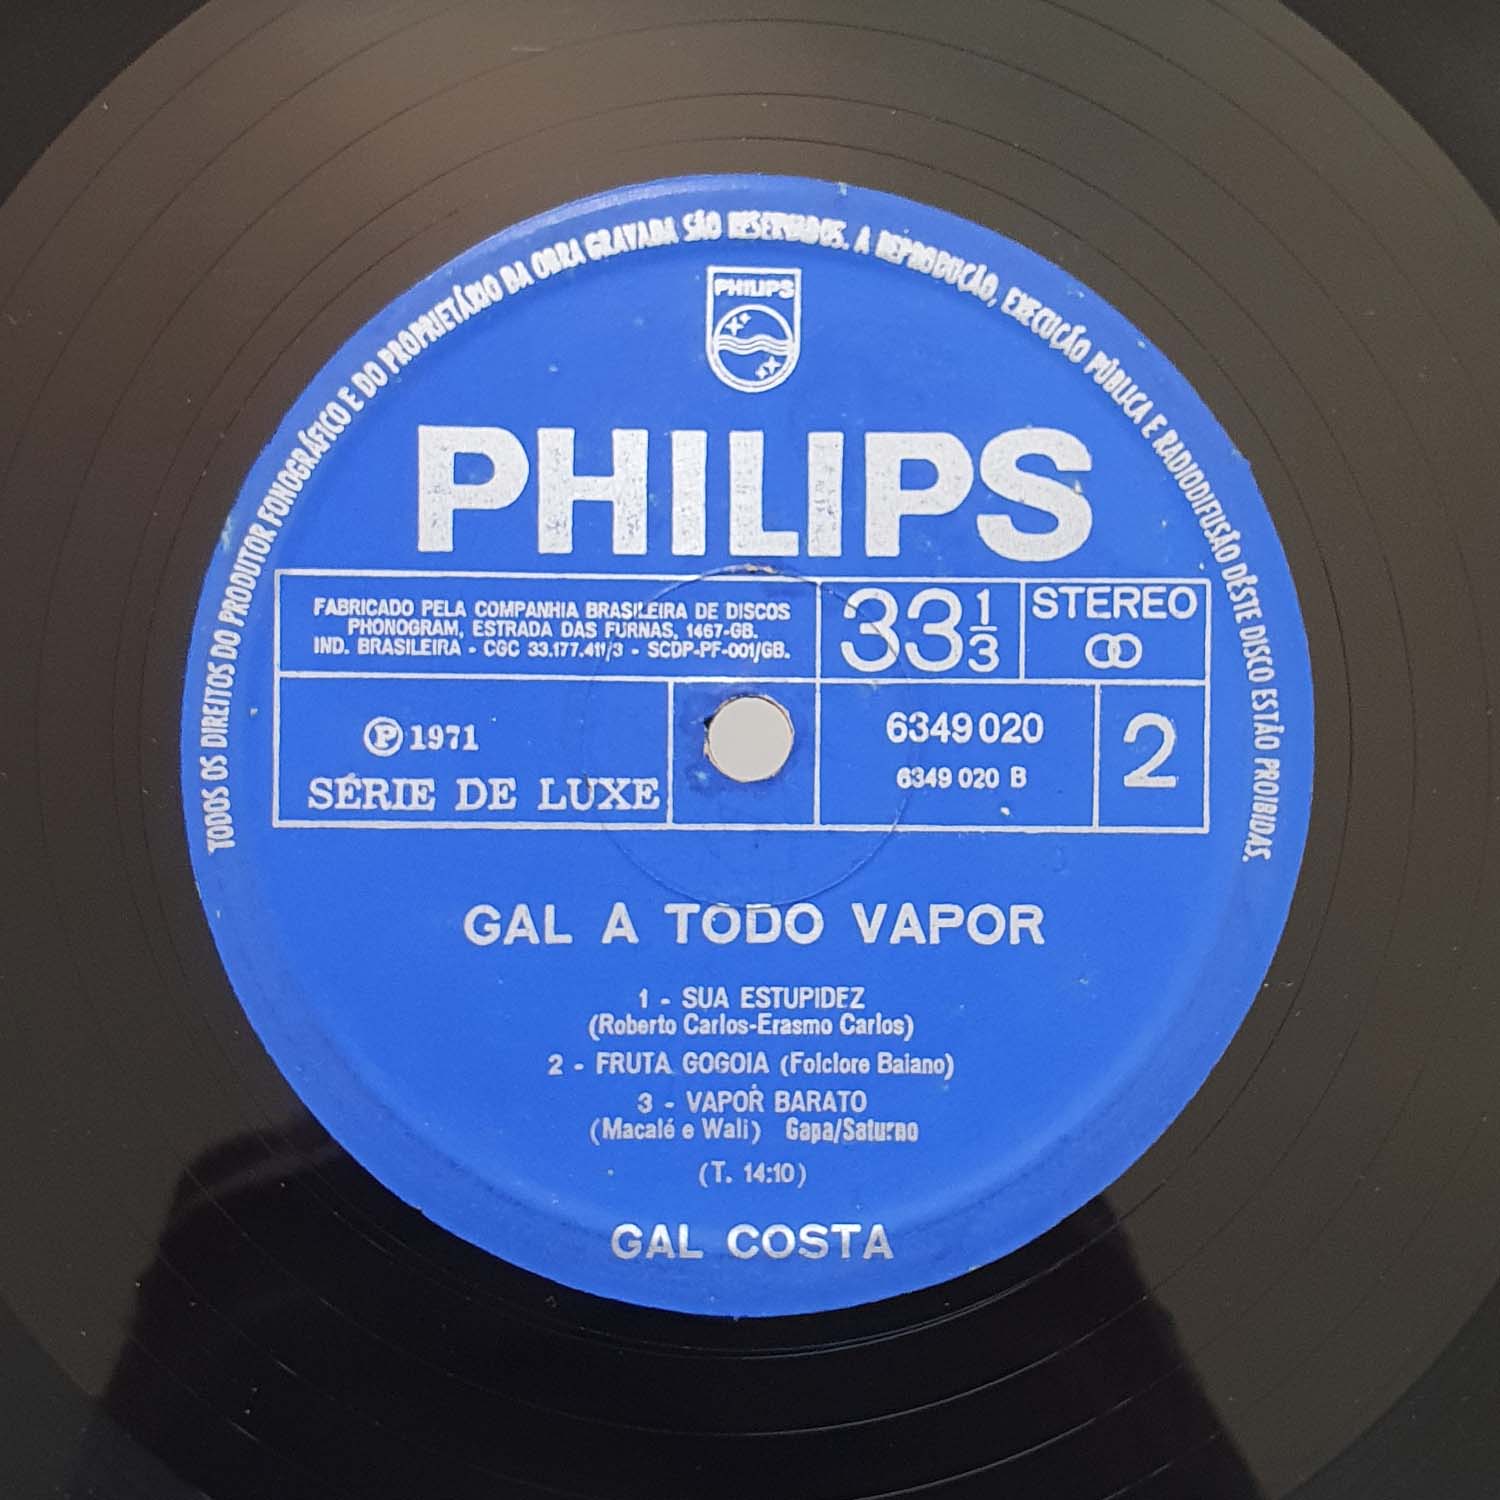 TODOS OS DIREITOS DO PRODUTOR FONOGRÁFICO E DO PROPRIETÁRIO DA OBRA GRAVADA SÃO RESERVADOS. A REPRODUÇÃO, EXECUÇÃO PÚBLICA E RADIODIFUSÃO DÊSTE DISCO ESTÃO PROIBIDAS.
PHILIPS
PHILIPS
FABRICADO PELA COMPANHIA BRASILEIRA DE DISCOS
PHONOGRAM, ESTRADA DAS FURNAS, 1467-GB.
IND. BRASILEIRA - CGC 33.177.411/3 - SCDP-PF-001/GB.
33 1/3
STEREO
℗ 1971
SÉRIE DE LUXE
6349 020
6349 020 B
2
GAL A TODO VAPOR
1 - SUA ESTUPIDEZ
(Roberto Carlos-Erasmo Carlos)
2 - FRUTA GOGOIA (Folclore Baiano)
3 - VAPOR BARATO
(Macalé e Wali) Gapa/Saturno
(T. 14:10)
GAL COSTA